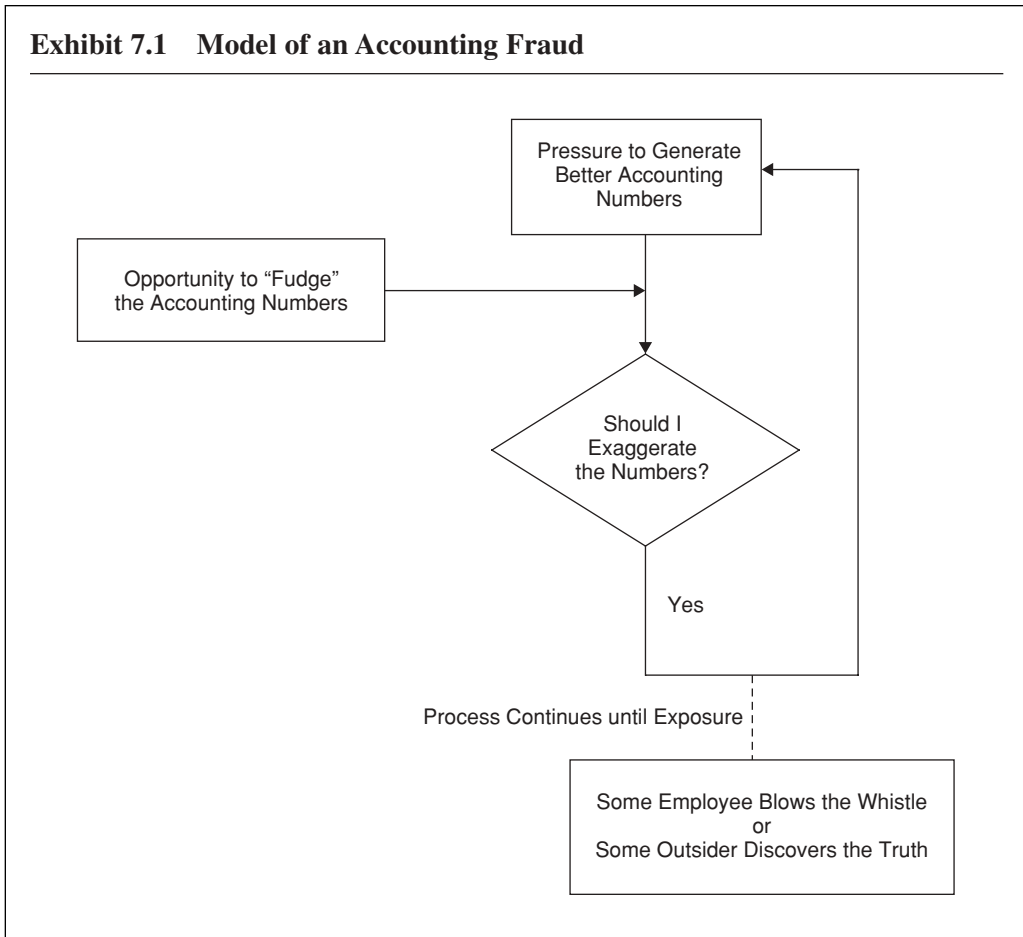 Exhibit 7.1 Model of an Accounting Fraud
Pressure to Generate
Better Accounting
Numbers
Opportunity to “Fudge”
the Accounting Numbers
Should I
Exaggerate
the Numbers?
Yes
Process Continues until Exposure
Some Employee Blows the Whistle
or
Some Outsider Discovers the Truth